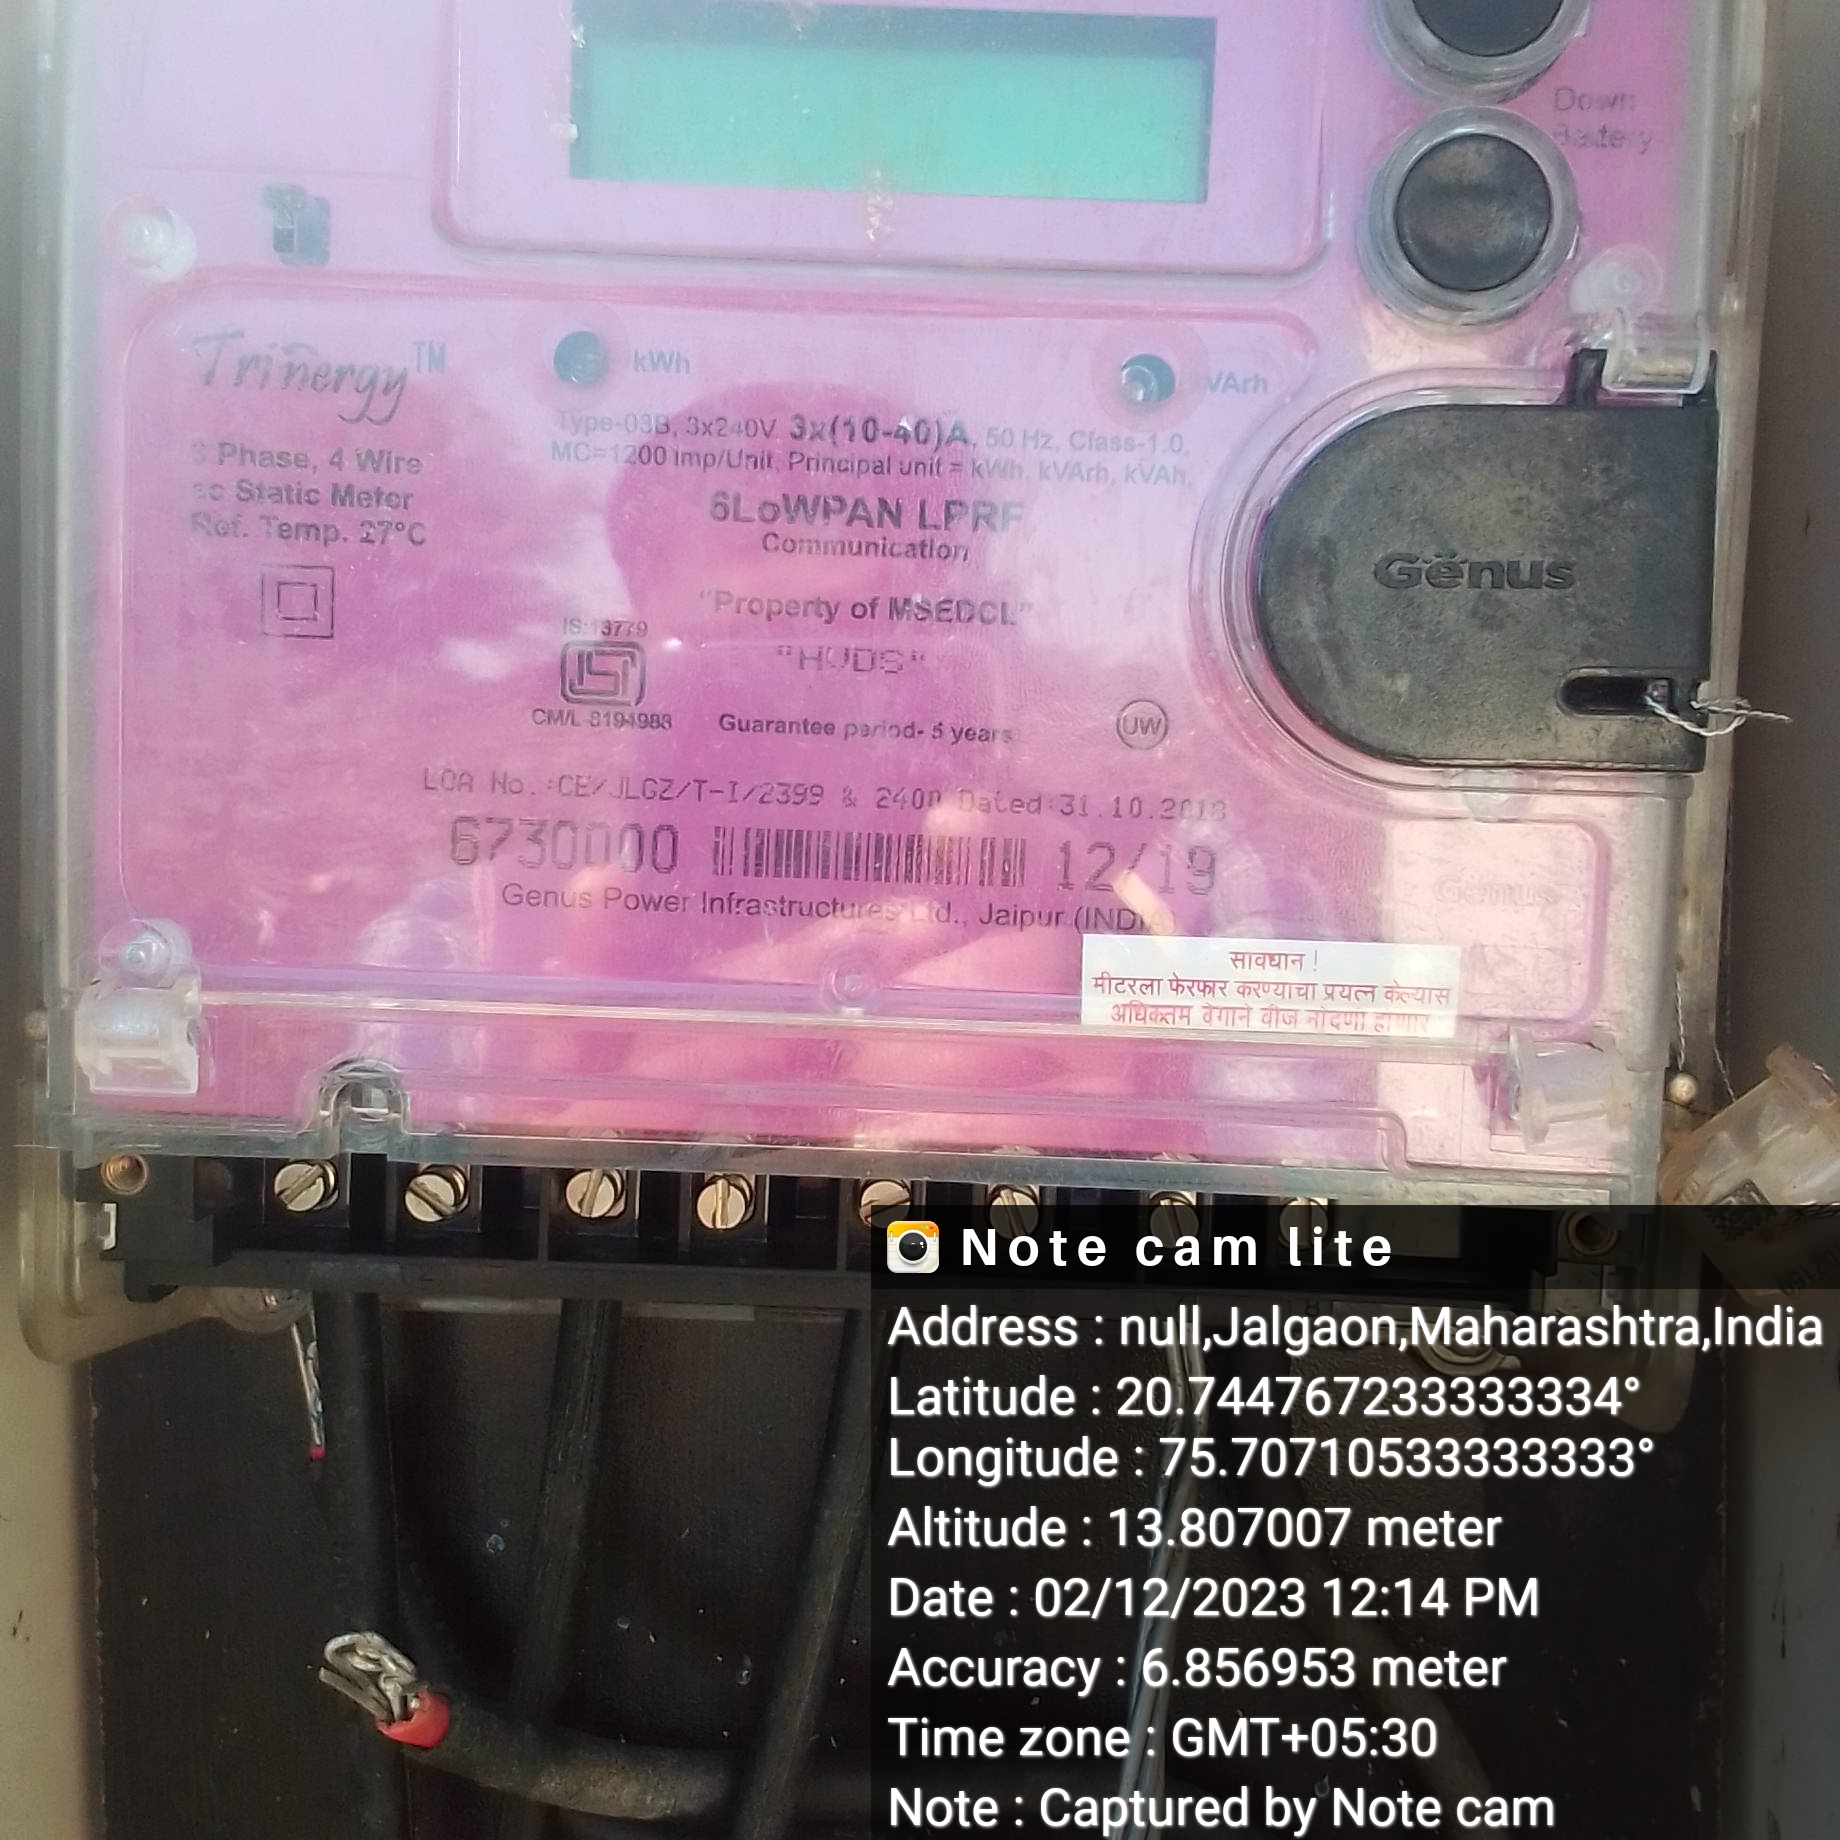 Down
Battery
Trinergy™
kWh
kVArh
3 Phase, 4 Wire
ac Static Meter
Ref. Temp. 27°C
Type-03B, 3x240V, 3x(10-40)A, 50 Hz, Class-1.0,
MC=1200 imp/Unit, Principal unit = kWh, kVArh, kVAh,
6LoWPAN LPRF
Communication
"Property of MSEDCL"
"HVDS"
Genus
IS:13779
ISI
CM/L-8194988
Guarantee period- 5 years
UW
LOA No.:CE/JLGZ/T-I/2399 & 2400 Dated:31.10.2018
6730000 12/19
Genus Power Infrastructures Ltd., Jaipur (INDIA)
Genus
सावधान !
मीटरला फेरफार करण्याचा प्रयत्न केल्यास
अधिकतम वेगाने वीज नोंदणी होणार
Note cam lite
Address : null,Jalgaon,Maharashtra,India
Latitude : 20.744767233333334°
Longitude : 75.70710533333333°
Altitude : 13.807007 meter
Date : 02/12/2023 12:14 PM
Accuracy : 6.856953 meter
Time zone : GMT+05:30
Note : Captured by Note cam